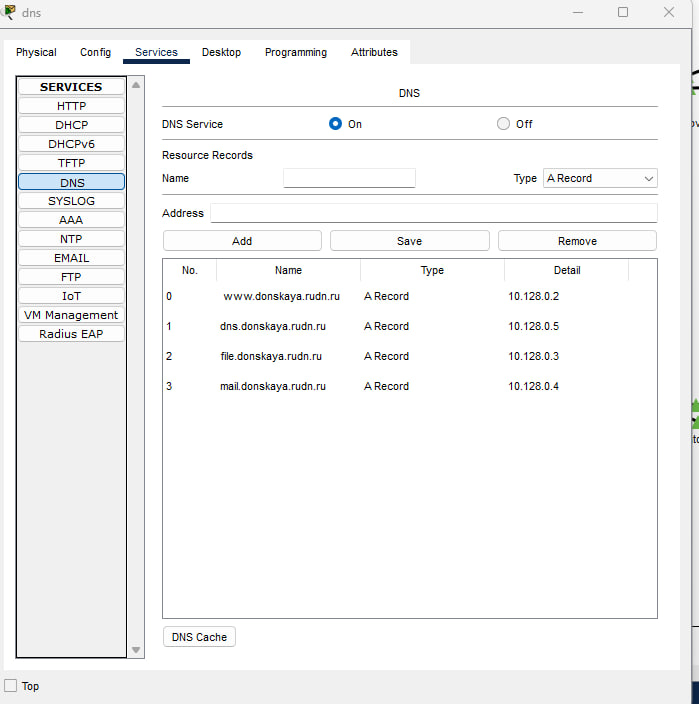 dns
Physical Config Services Desktop Programming Attributes
SERVICES
HTTP
DHCP
DHCPv6
TFTP
DNS
SYSLOG
AAA
NTP
EMAIL
FTP
IoT
VM Management
Radius EAP
DNS
DNS Service On Off
Resource Records
Name Type A Record
Address
Add Save Remove
No. Name Type Detail
0 www.donskaya.rudn.ru A Record 10.128.0.2
1 dns.donskaya.rudn.ru A Record 10.128.0.5
2 file.donskaya.rudn.ru A Record 10.128.0.3
3 mail.donskaya.rudn.ru A Record 10.128.0.4
DNS Cache
Top